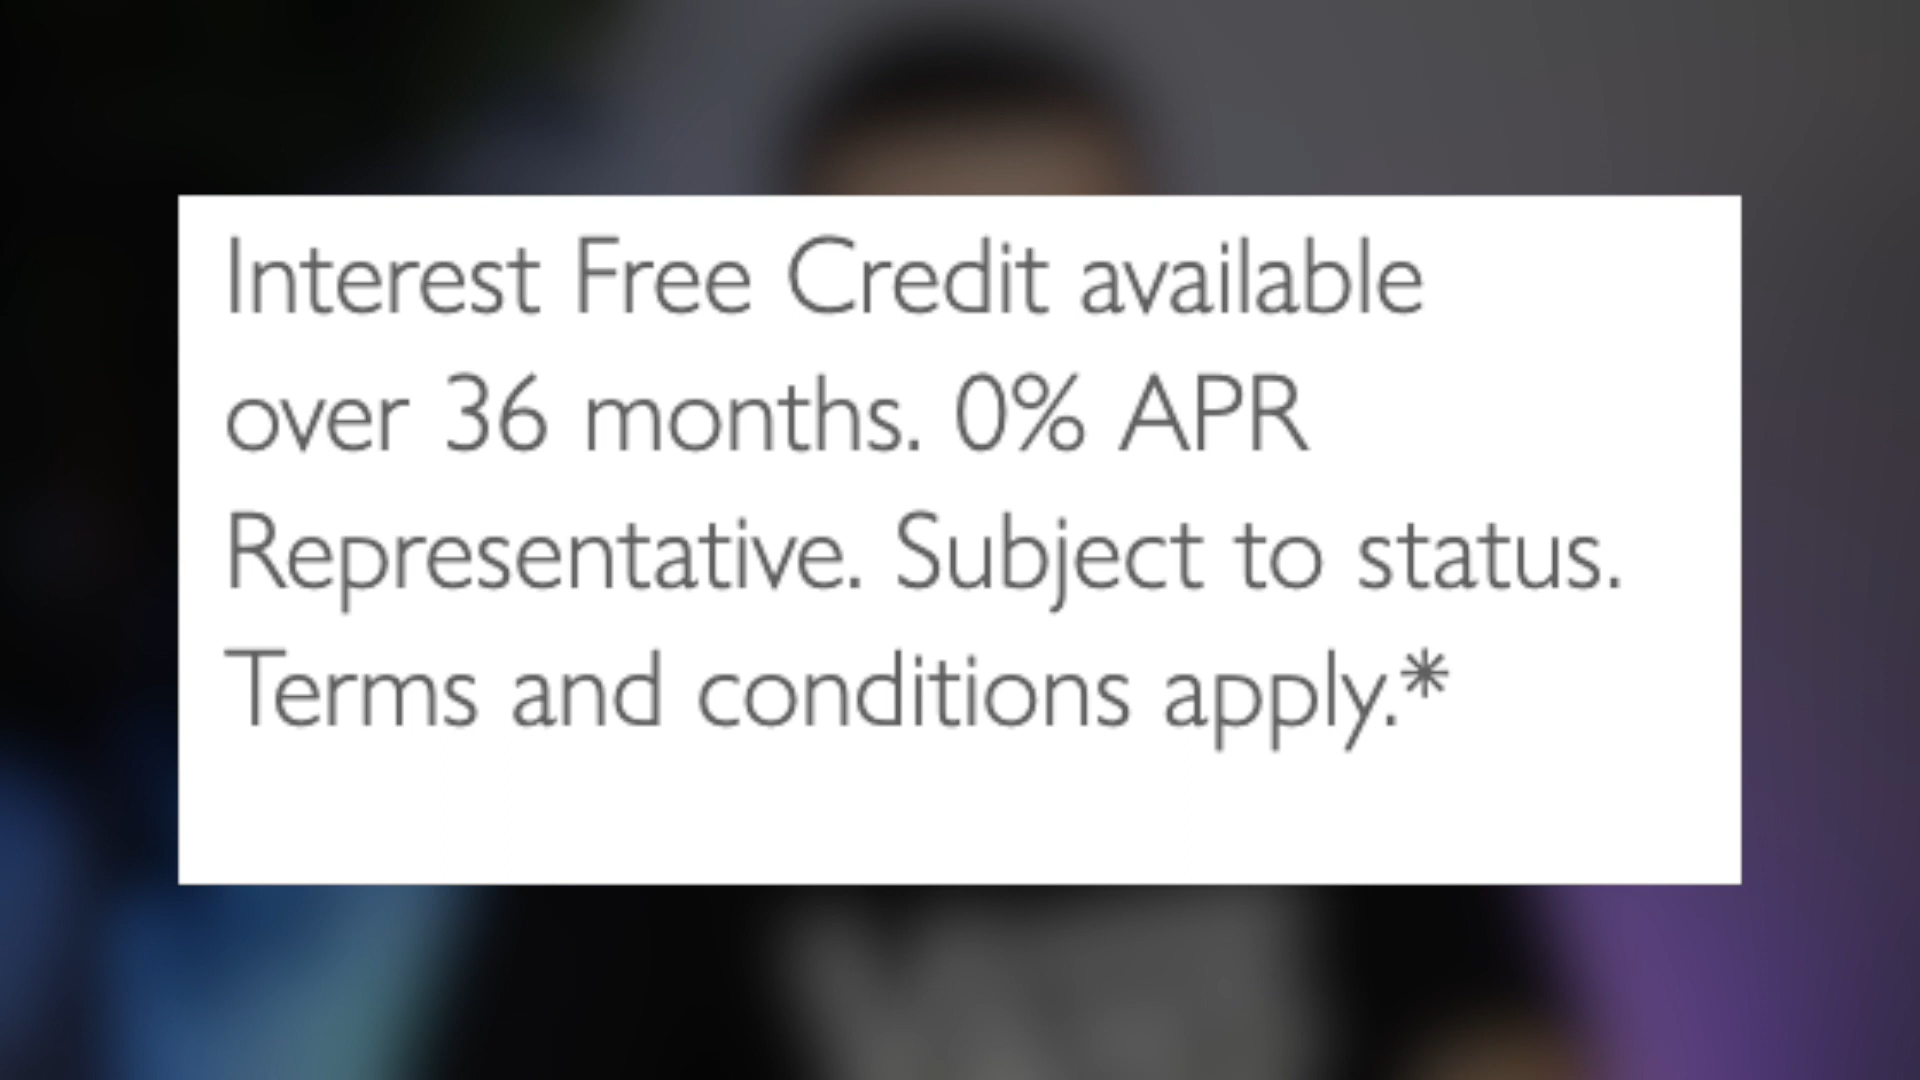 Interest Free Credit available
over 36 months. 0% APR
Representative. Subject to status.
Terms and conditions apply.*